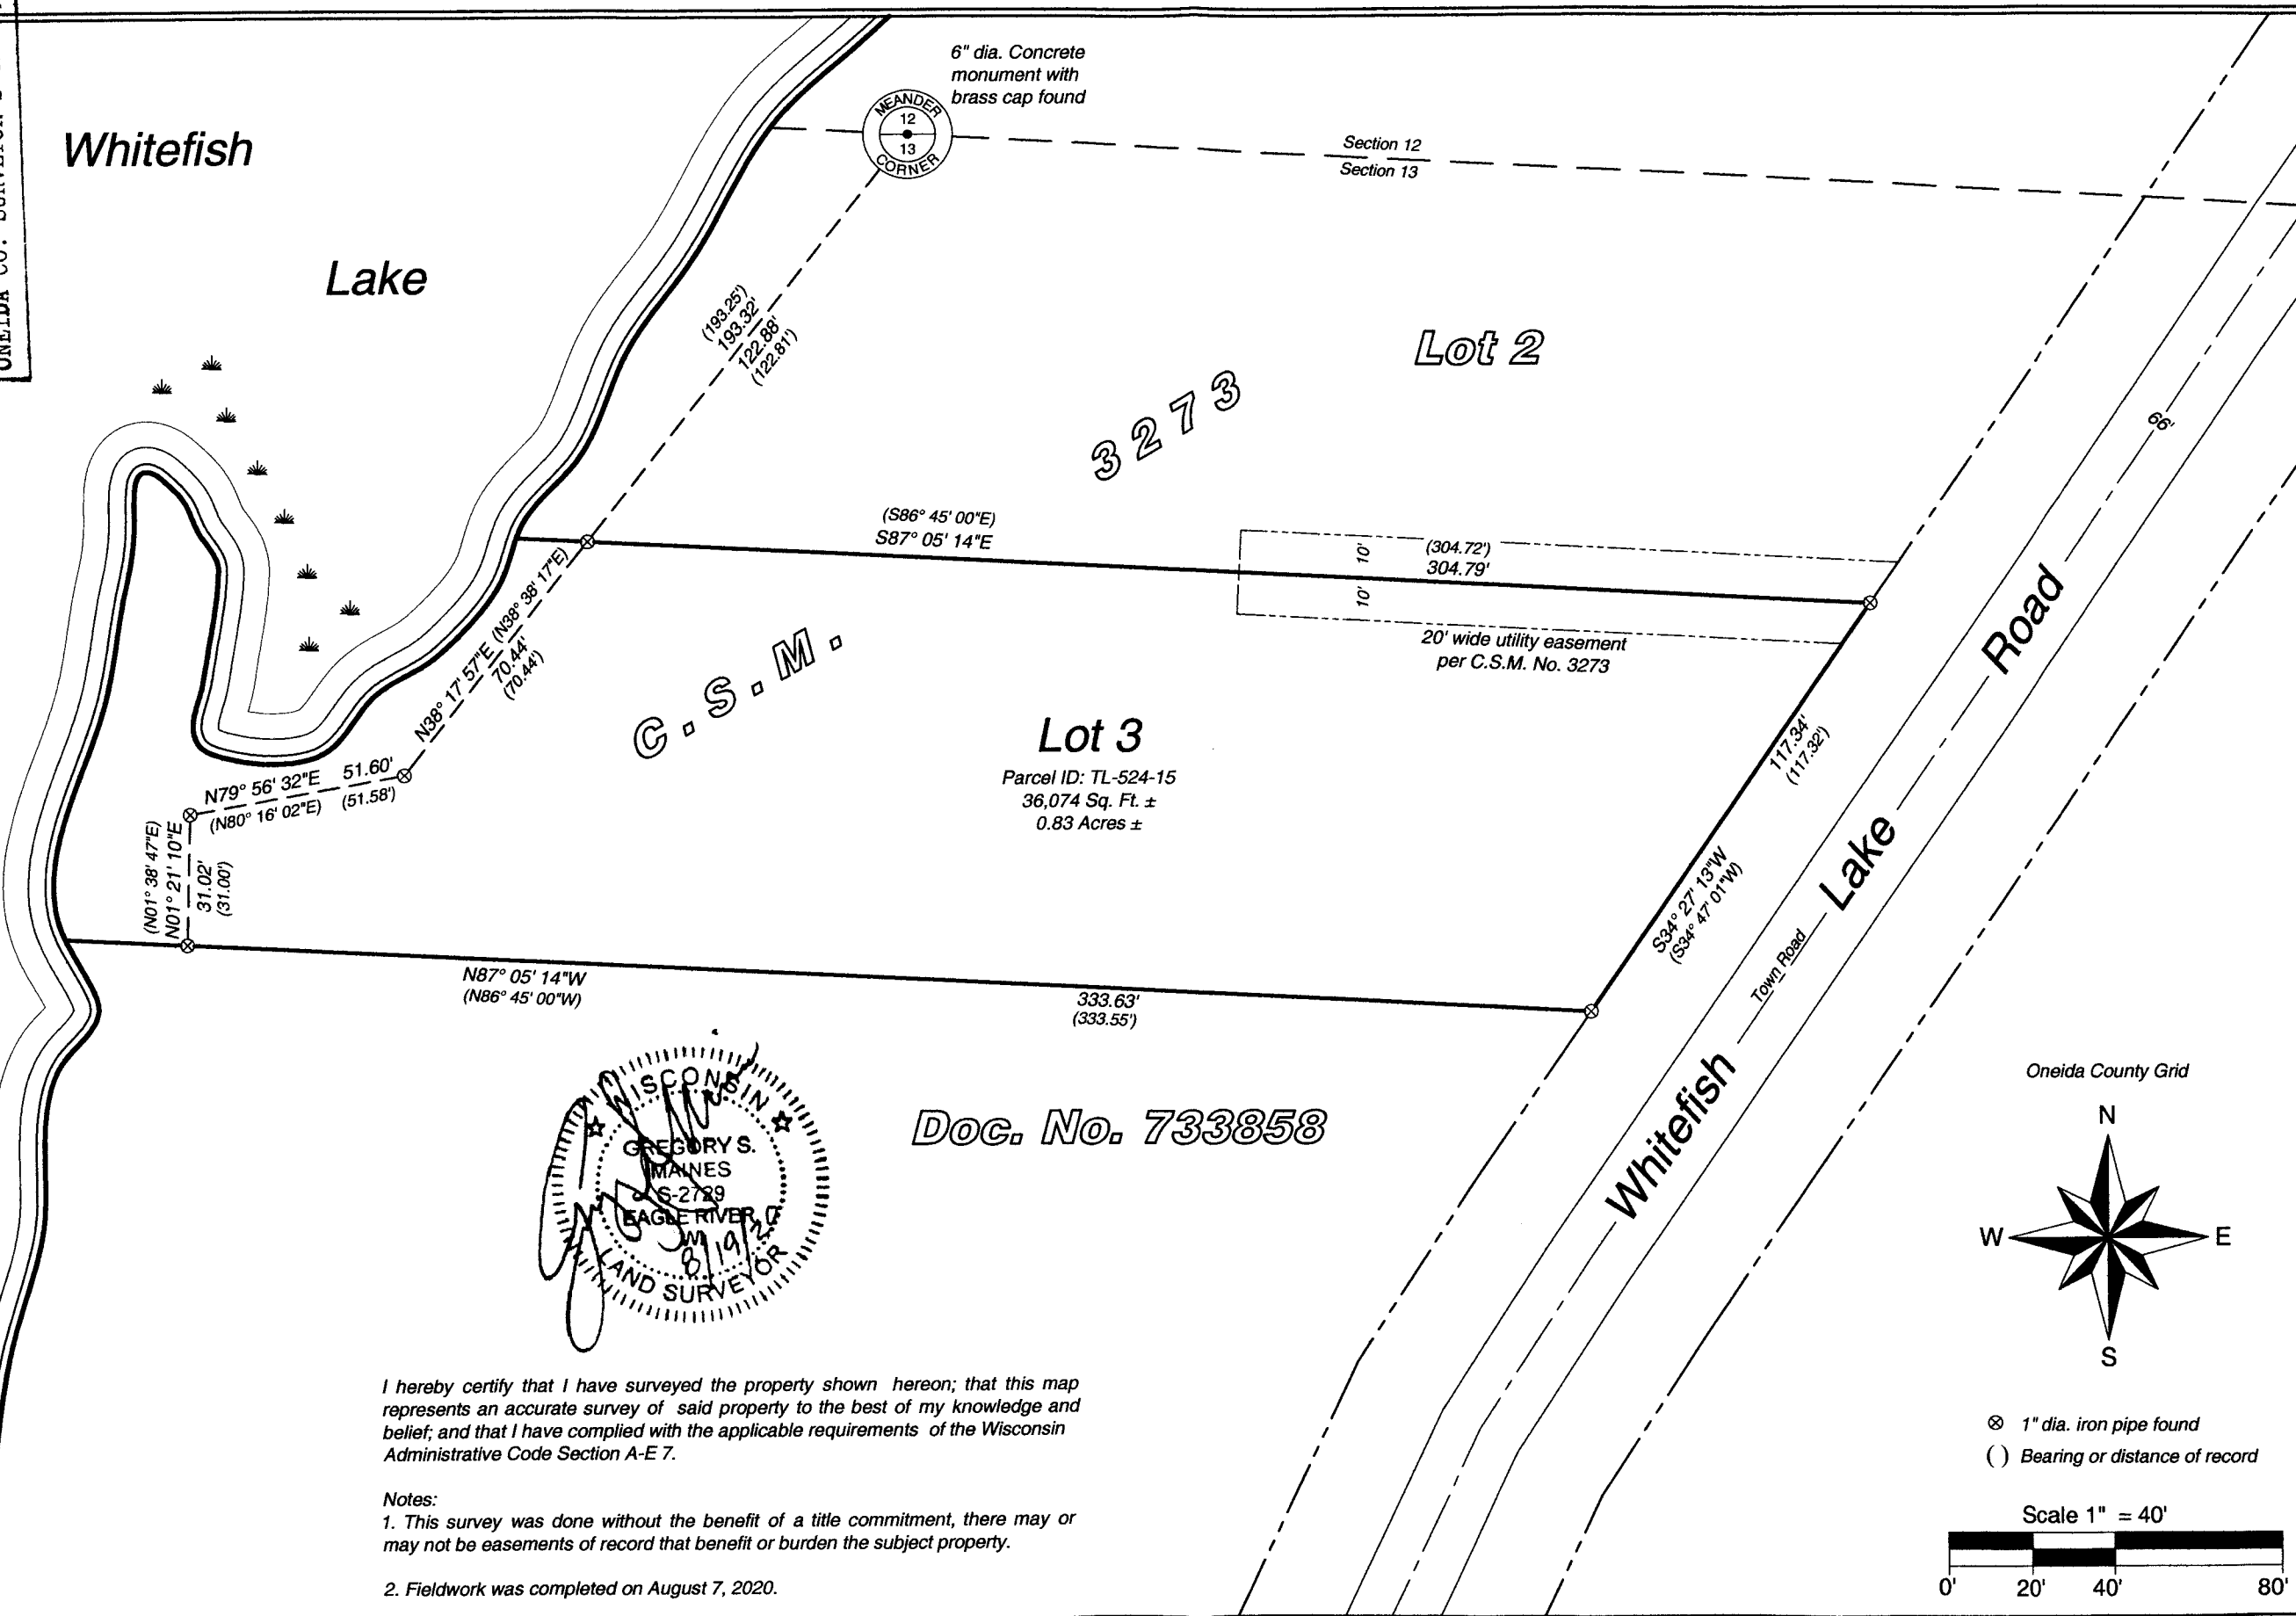 6" dia. Concrete
monument with
brass cap found
MEANDER
12
13
CORNER
Section 12
Section 13
Whitefish
Lake
(193.25')
193.32'
122.88'
(122.81')
Lot 2
3273
66'
(S86° 45' 00"E)
S87° 05' 14"E
(304.72')
304.79'
10'
10'
20' wide utility easement
per C.S.M. No. 3273
N38° 17' 57"E (N38° 38' 17"E)
70.44'
(70.44')
C.S.M.
Lot 3
Parcel ID: TL-524-15
36,074 Sq. Ft. ±
0.83 Acres ±
117.34'
(117.32')
S34° 27' 13"W
(S34° 47' 01"W)
N79° 56' 32"E 51.60'
(N80° 16' 02"E) (51.58')
(N01° 38' 47"E)
N01° 21' 10"E
31.02'
(31.00')
N87° 05' 14"W
(N86° 45' 00"W)
333.63'
(333.55')
Whitefish Lake Road
Town Road
WISCONSIN
GREGORY S.
MAINES
S-2729
EAGLE RIVER,
WI
LAND SURVEYOR
Doc. No. 733858
Oneida County Grid
N
W
E
S
1" dia. iron pipe found
( ) Bearing or distance of record
Scale 1" = 40'
0' 20' 40' 80'
I hereby certify that I have surveyed the property shown hereon; that this map
represents an accurate survey of said property to the best of my knowledge and
belief; and that I have complied with the applicable requirements of the Wisconsin
Administrative Code Section A-E 7.
Notes:
1. This survey was done without the benefit of a title commitment, there may or
may not be easements of record that benefit or burden the subject property.
2. Fieldwork was completed on August 7, 2020.
ONEIDA CO.